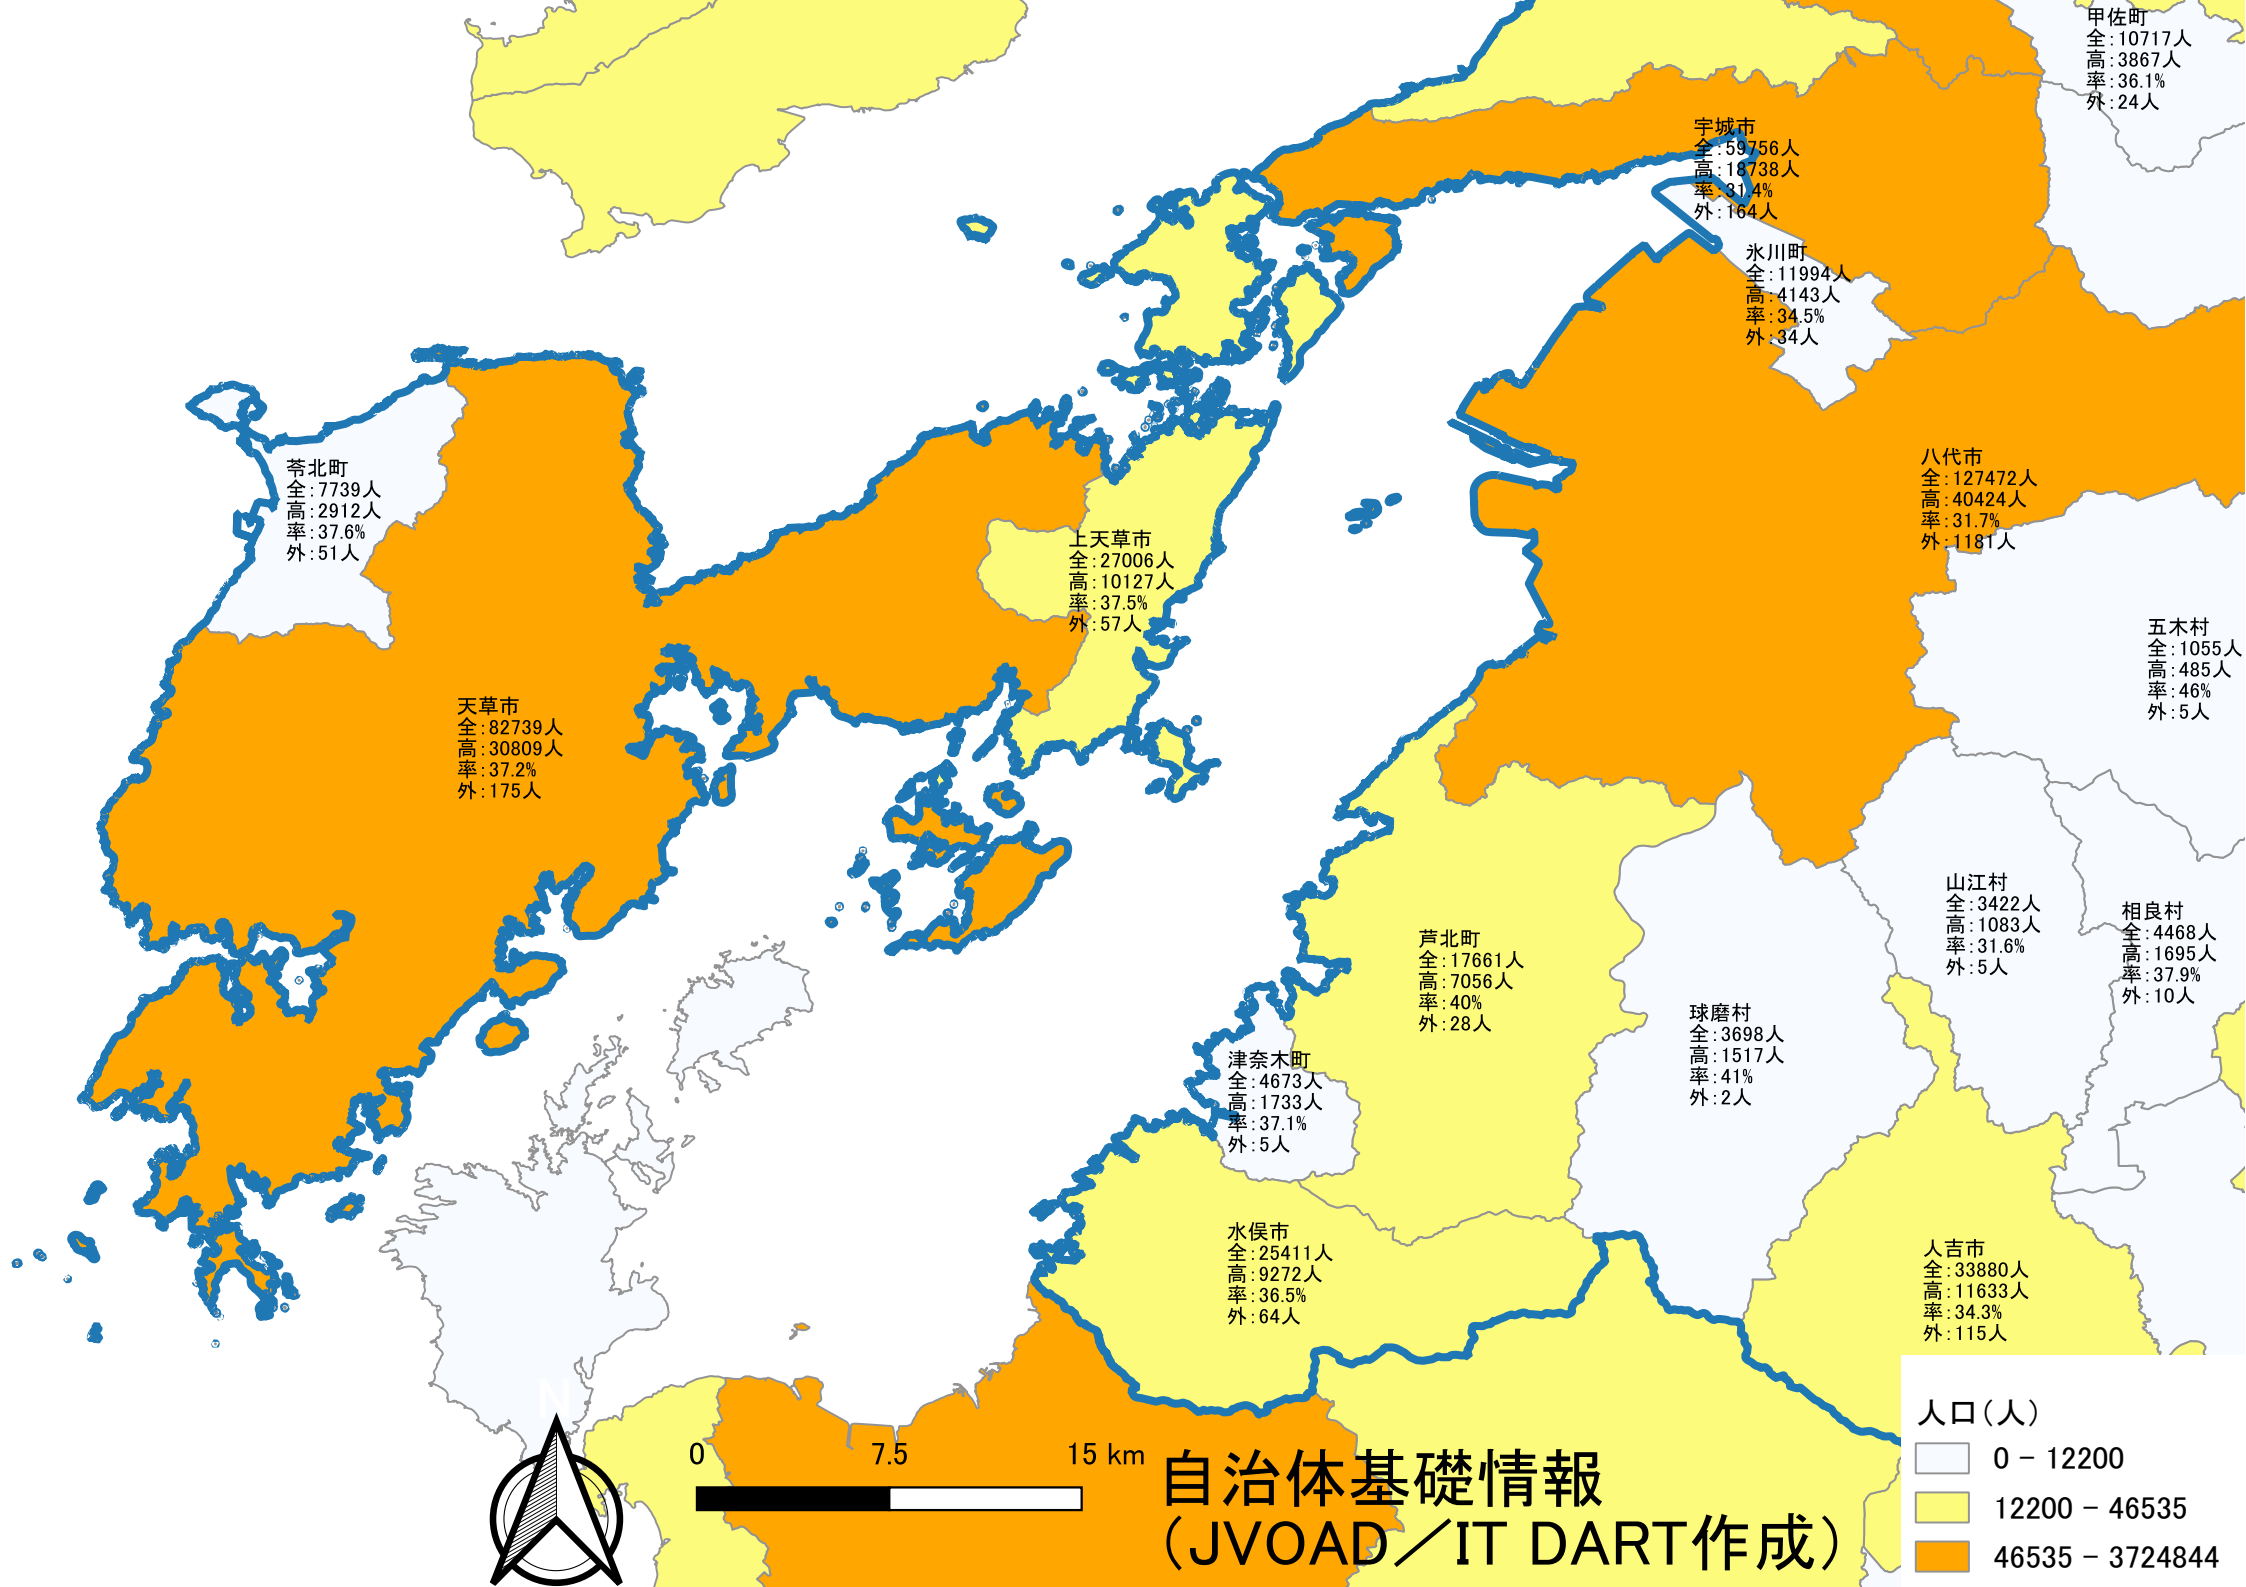 甲佐町
全:10717人
高:3867人
率:36.1%
外:24人
宇城市
全:59756人
高:18738人
率:31.4%
外:164人
氷川町
全:11994人
高:4143人
率:34.5%
外:34人
苓北町
全:7739人
高:2912人
率:37.6%
外:51人
八代市
全:127472人
高:40424人
率:31.7%
外:1181人
上天草市
全:27006人
高:10127人
率:37.5%
外:57人
五木村
全:1055人
高:485人
率:46%
外:5人
天草市
全:82739人
高:30809人
率:37.2%
外:175人
山江村
全:3422人
高:1083人
率:31.6%
外:5人
相良村
全:4468人
高:1695人
率:37.9%
外:10人
芦北町
全:17661人
高:7056人
率:40%
外:28人
球磨村
全:3698人
高:1517人
率:41%
外:2人
津奈木町
全:4673人
高:1733人
率:37.1%
外:5人
水俣市
全:25411人
高:9272人
率:36.5%
外:64人
人吉市
全:33880人
高:11633人
率:34.3%
外:115人
N
0 7.5 15 km
自治体基礎情報
（JVOAD／IT DART作成）
人口（人）
0 − 12200
12200 − 46535
46535 − 3724844